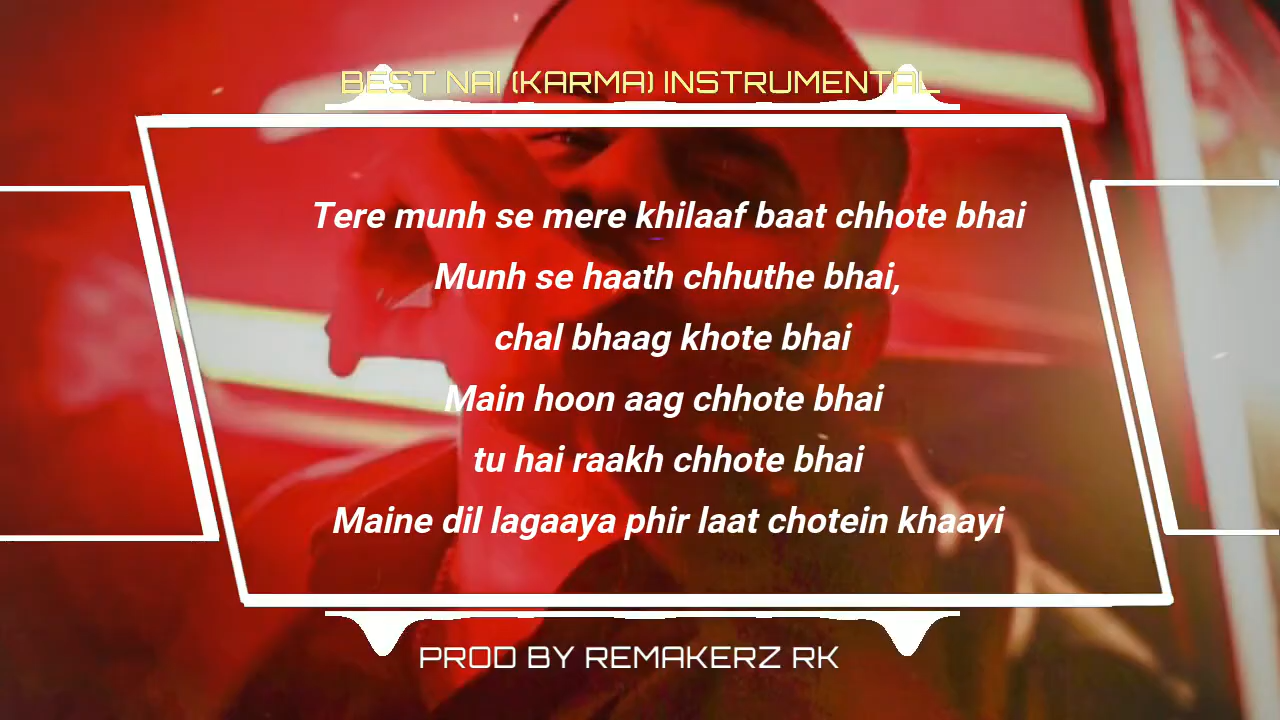 BEST NAI (KARMA) INSTRUMENTAL
Tere munh se mere khilaaf baat chhote bhai
Munh se haath chhuthe bhai,
chal bhaag khote bhai
Main hoon aag chhote bhai
tu hai raakh chhote bhai
Maine dil lagaaya phir laat chotein khaayi
PROD BY REMAKERZ RK